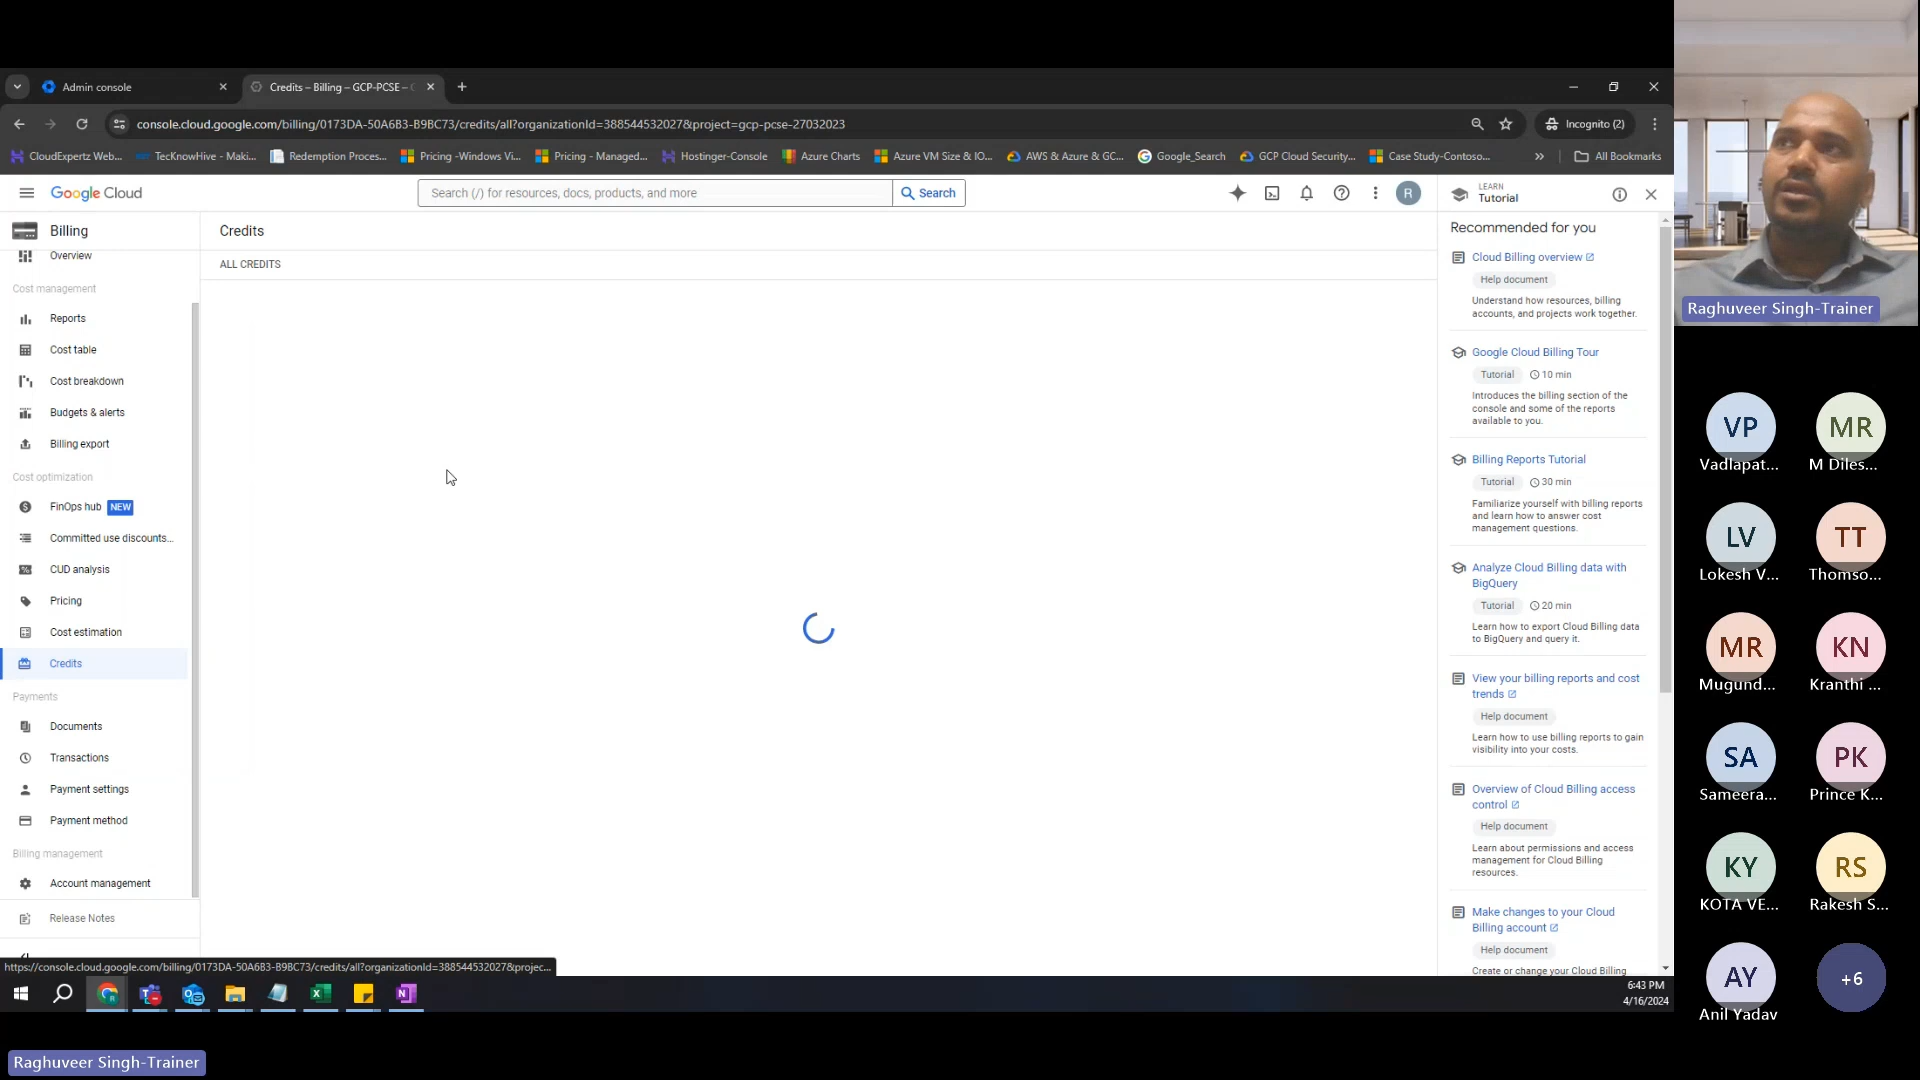 Admin console
Credits – Billing – GCP-PCSE –
console.cloud.google.com/billing/0173DA-50A6B3-B9BC73/credits/all?organizationId=388544532027&project=gcp-pcse-27032023
Incognito (2)
CloudExpertz Web...
TecKnowHive - Maki...
Redemption Proces...
Pricing -Windows Vi...
Pricing - Managed...
Hostinger-Console
Azure Charts
Azure VM Size & IO...
AWS & Azure & GC...
Google_Search
GCP Cloud Security...
Case Study-Contoso...
»
All Bookmarks
Google Cloud
Search (/) for resources, docs, products, and more
Search
R
LEARN
Tutorial
Billing
Overview
Cost management
Reports
Cost table
Cost breakdown
Budgets & alerts
Billing export
Cost optimization
FinOps hub NEW
Committed use discounts...
CUD analysis
Pricing
Cost estimation
Credits
Payments
Documents
Transactions
Payment settings
Payment method
Billing management
Account management
Release Notes
Credits
ALL CREDITS
Recommended for you
Cloud Billing overview
Help document
Understand how resources, billing
accounts, and projects work together.
Google Cloud Billing Tour
Tutorial 10 min
Introduces the billing section of the
console and some of the reports
available to you.
Billing Reports Tutorial
Tutorial 30 min
Familiarize yourself with billing reports
and learn how to answer cost
management questions.
Analyze Cloud Billing data with
BigQuery
Tutorial 20 min
Learn how to export Cloud Billing data
to BigQuery and query it.
View your billing reports and cost
trends
Help document
Learn how to use billing reports to gain
visibility into your costs.
Overview of Cloud Billing access
control
Help document
Learn about permissions and access
management for Cloud Billing
resources.
Make changes to your Cloud
Billing account
Help document
Create or change your Cloud Billing
https://console.cloud.google.com/billing/0173DA-50A6B3-B9BC73/credits/all?organizationId=388544532027&projec...
6:43 PM
4/16/2024
Raghuveer Singh-Trainer
Raghuveer Singh-Trainer
VP
Vadlapat...
MR
M Diles...
LV
Lokesh V...
TT
Thomso...
MR
Mugund...
KN
Kranthi ...
SA
Sameera...
PK
Prince K...
KY
KOTA VE...
RS
Rakesh S...
AY
Anil Yadav
+6